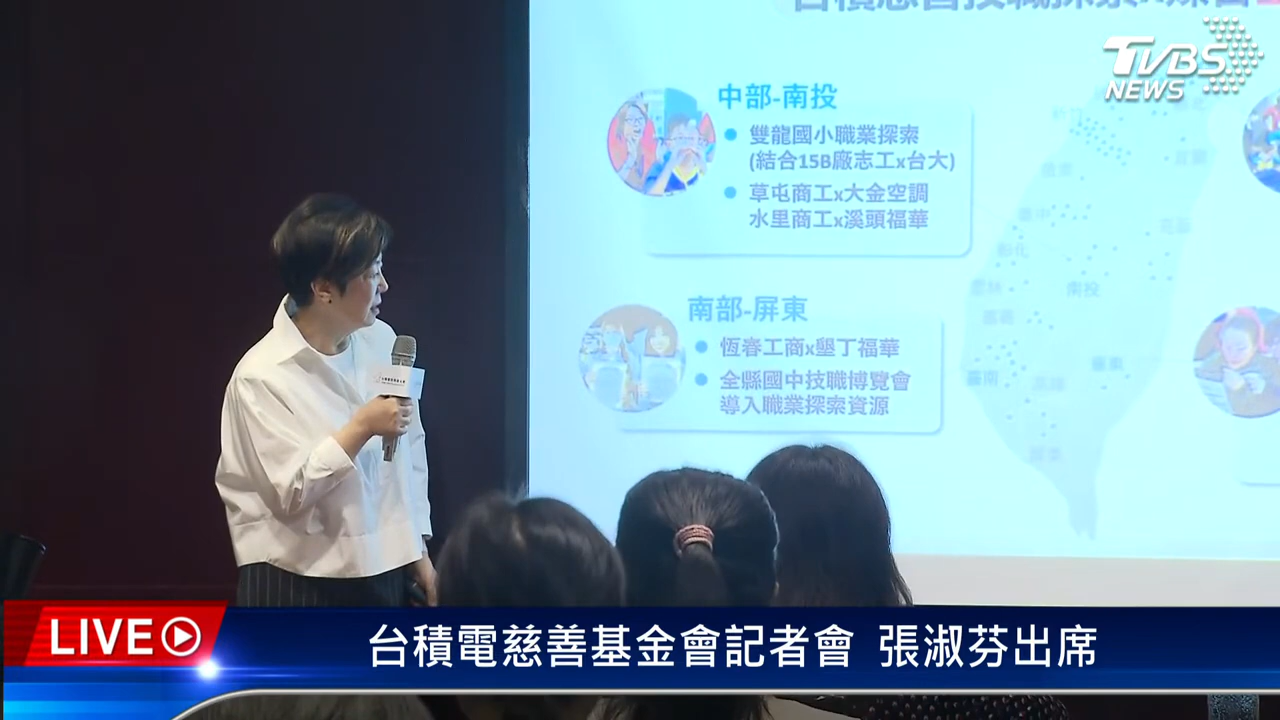 TVBS
NEWS
中部-南投
雙龍國小職業探索
(結合15B廠志工x台大)
草屯商工x大金空調
水里商工x溪頭福華
南部-屏東
恆春工商x墾丁福華
全縣國中技職博覽會
導入職業探索資源
南投
LIVE
台積電慈善基金會記者會 張淑芬出席